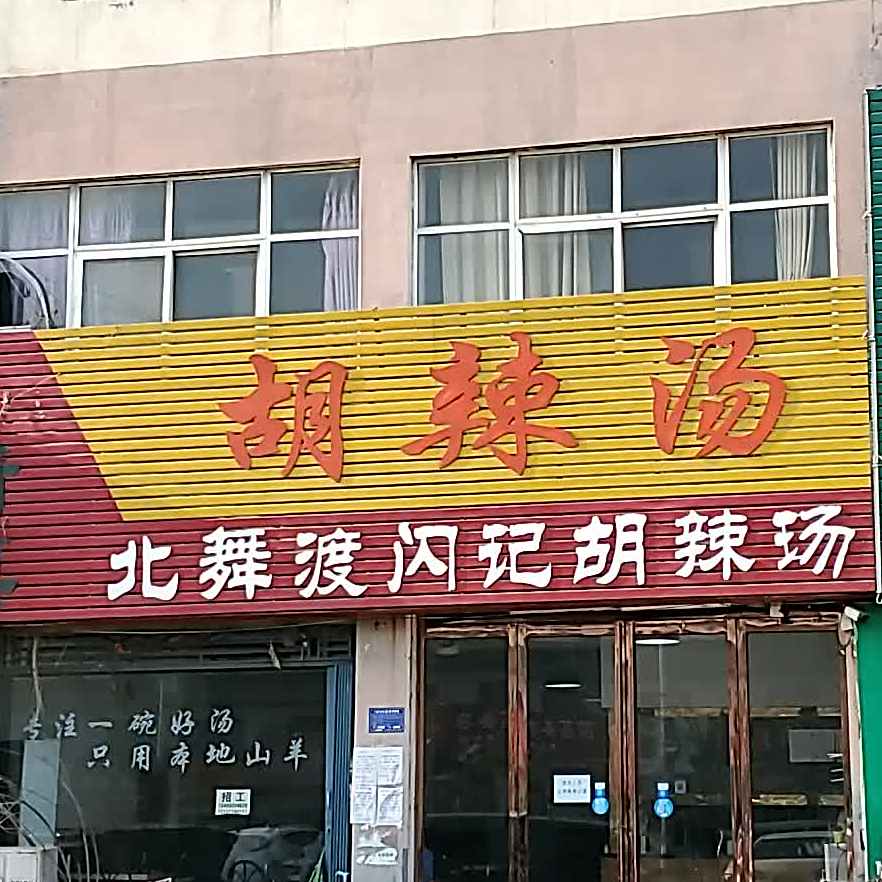 胡辣汤
北舞渡闪记胡辣汤
专注一碗好汤
只用本地山羊
招工